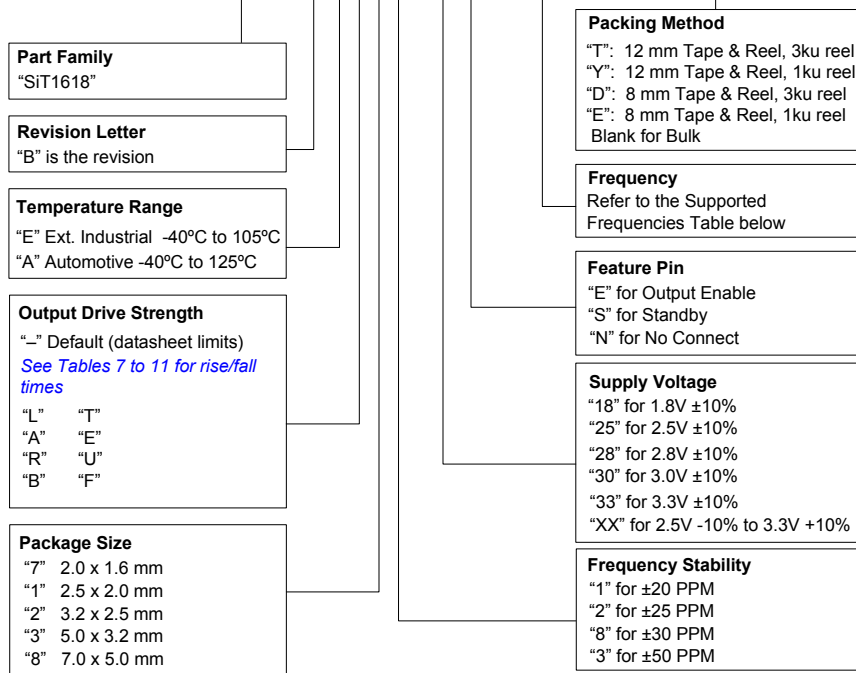 Part Family
“SiT1618”
Revision Letter
“B” is the revision
Temperature Range
“E” Ext. Industrial -40ºC to 105ºC
“A” Automotive -40ºC to 125ºC
Output Drive Strength
“–” Default (datasheet limits)
See Tables 7 to 11 for rise/fall
times
“L” “T”
“A” “E”
“R” “U”
“B” “F”
Package Size
“7” 2.0 x 1.6 mm
“1” 2.5 x 2.0 mm
“2” 3.2 x 2.5 mm
“3” 5.0 x 3.2 mm
“8” 7.0 x 5.0 mm
Packing Method
“T”: 12 mm Tape & Reel, 3ku reel
“Y”: 12 mm Tape & Reel, 1ku reel
“D”: 8 mm Tape & Reel, 3ku reel
“E”: 8 mm Tape & Reel, 1ku reel
Blank for Bulk
Frequency
Refer to the Supported
Frequencies Table below
Feature Pin
“E” for Output Enable
“S” for Standby
“N” for No Connect
Supply Voltage
“18” for 1.8V ±10%
“25” for 2.5V ±10%
“28” for 2.8V ±10%
“30” for 3.0V ±10%
“33” for 3.3V ±10%
“XX” for 2.5V -10% to 3.3V +10%
Frequency Stability
“1” for ±20 PPM
“2” for ±25 PPM
“8” for ±30 PPM
“3” for ±50 PPM